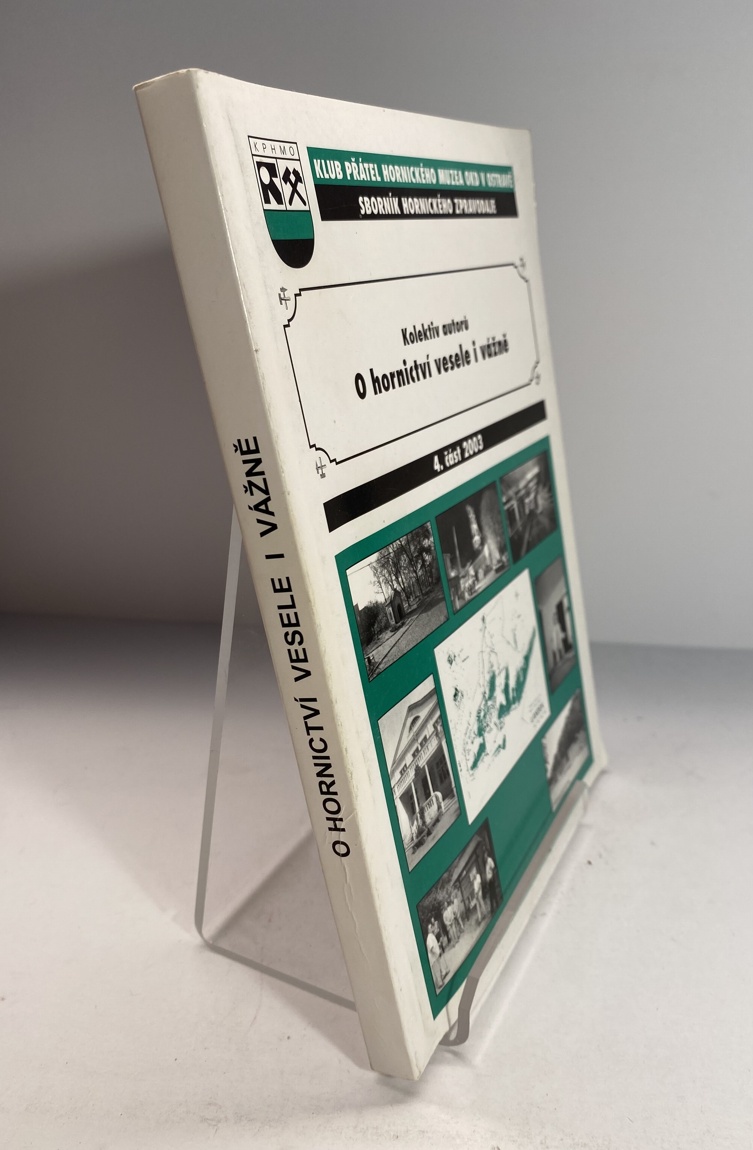 KPHMO
KLUB PŘÁTEL HORNICKÉHO MUZEA OKD V OSTRAVĚ
SBORNÍK HORNICKÉHO ZPRAVODAJE
Kolektiv autorů
O hornictví vesele i vážně
4. část 2003
O HORNICTVÍ VESELE I VÁŽNĚ